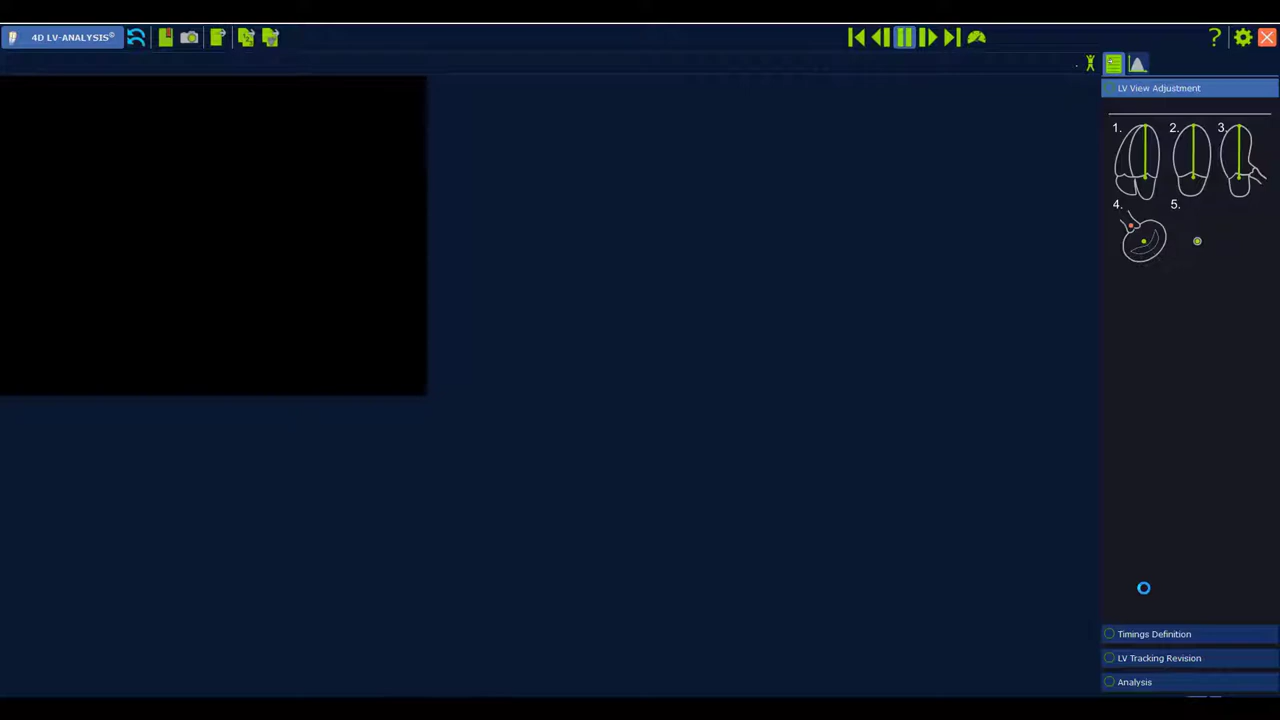 4D LV-ANALYSIS©
?
LV View Adjustment
1. 2. 3.
4. 5.
Timings Definition
LV Tracking Revision
Analysis